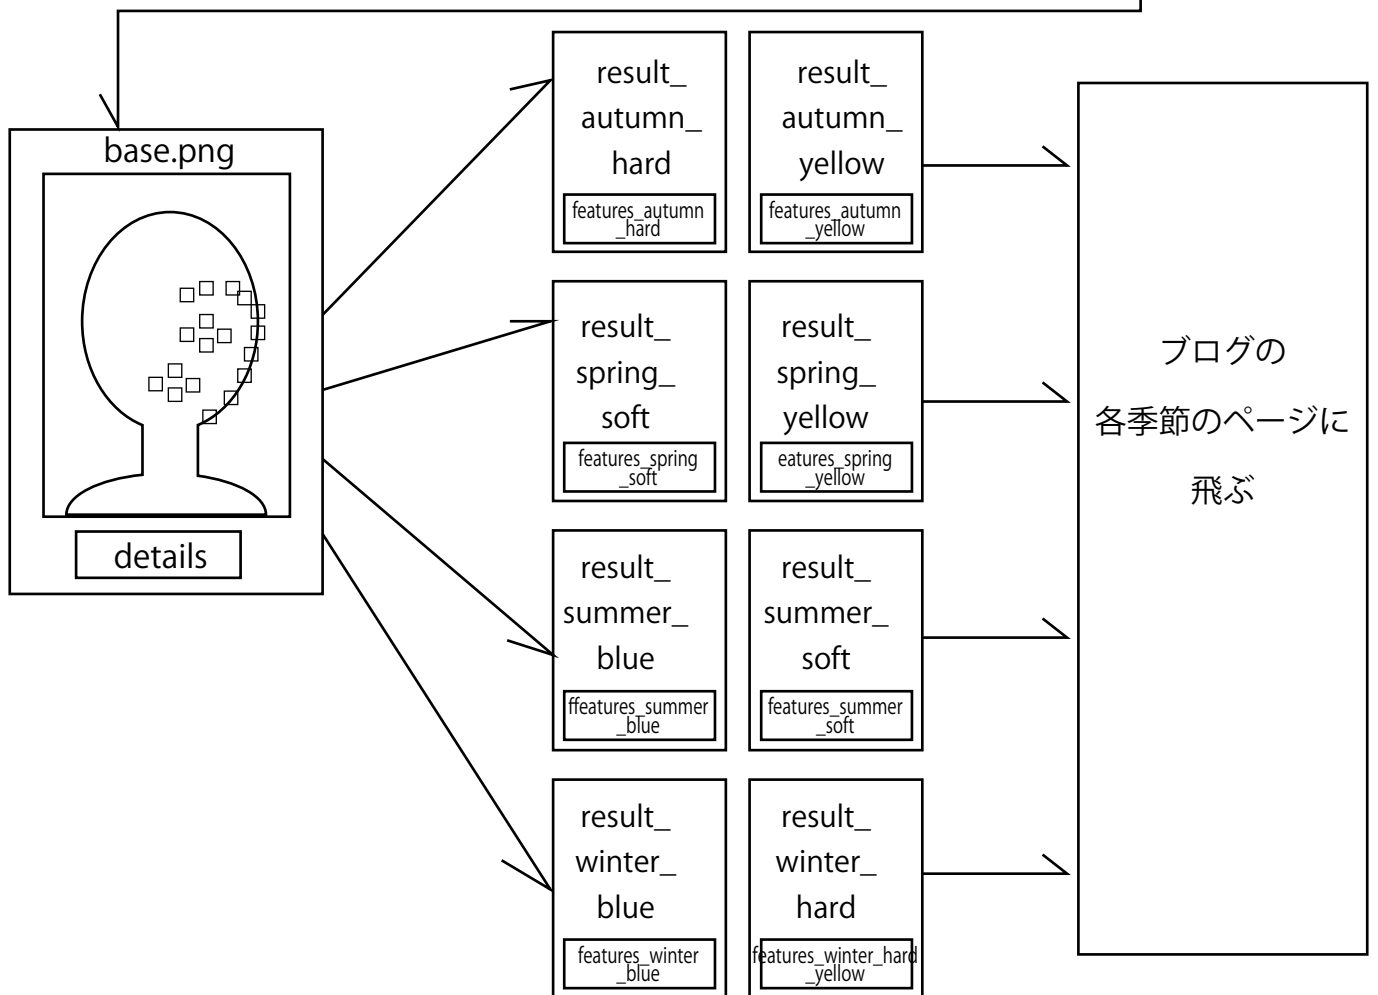 base.png
details
result_
autumn_
hard
features_autumn
_hard
result_
autumn_
yellow
features_autumn
_yellow
result_
spring_
soft
features_spring
_soft
result_
spring_
yellow
eatures_spring
_yellow
result_
summer_
blue
ffeatures_summer
_blue
result_
summer_
soft
features_summer
_soft
result_
winter_
blue
features_winter
_blue
result_
winter_
hard
features_winter_hard
_yellow
ブログの
各季節のページに
飛ぶ